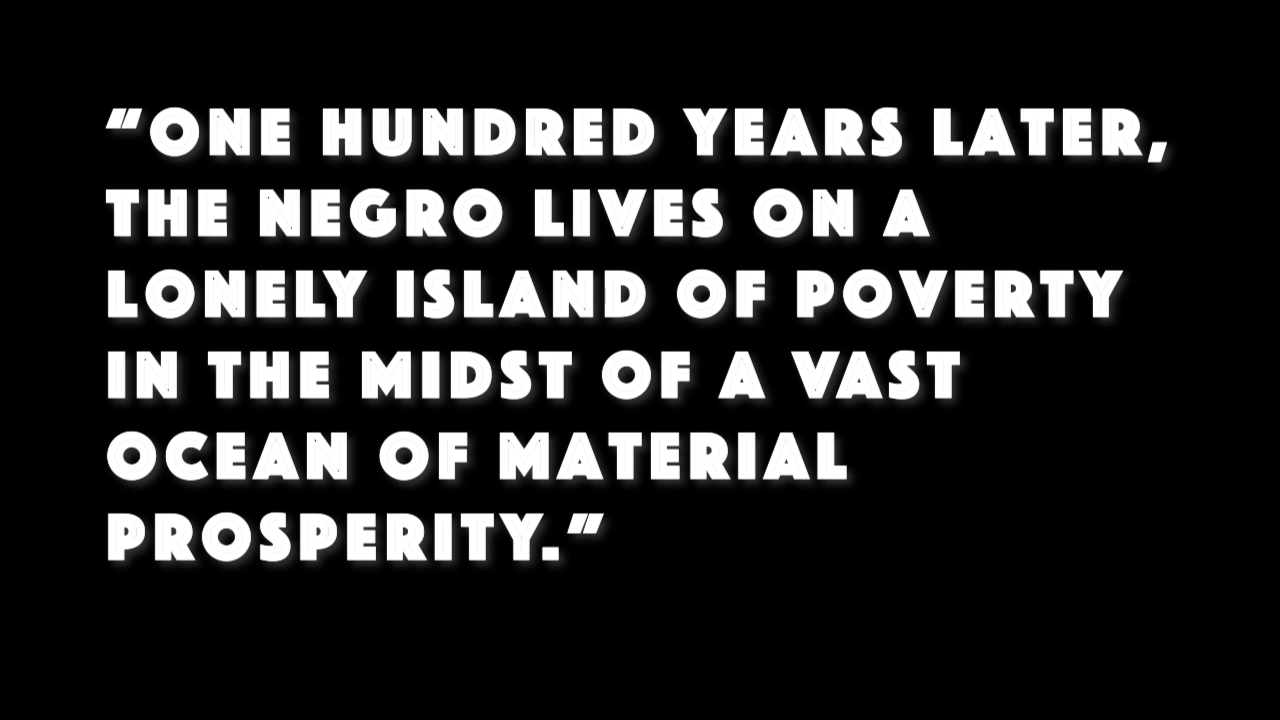 "ONE HUNDRED YEARS LATER,
THE NEGRO LIVES ON A
LONELY ISLAND OF POVERTY
IN THE MIDST OF A VAST
OCEAN OF MATERIAL
PROSPERITY."